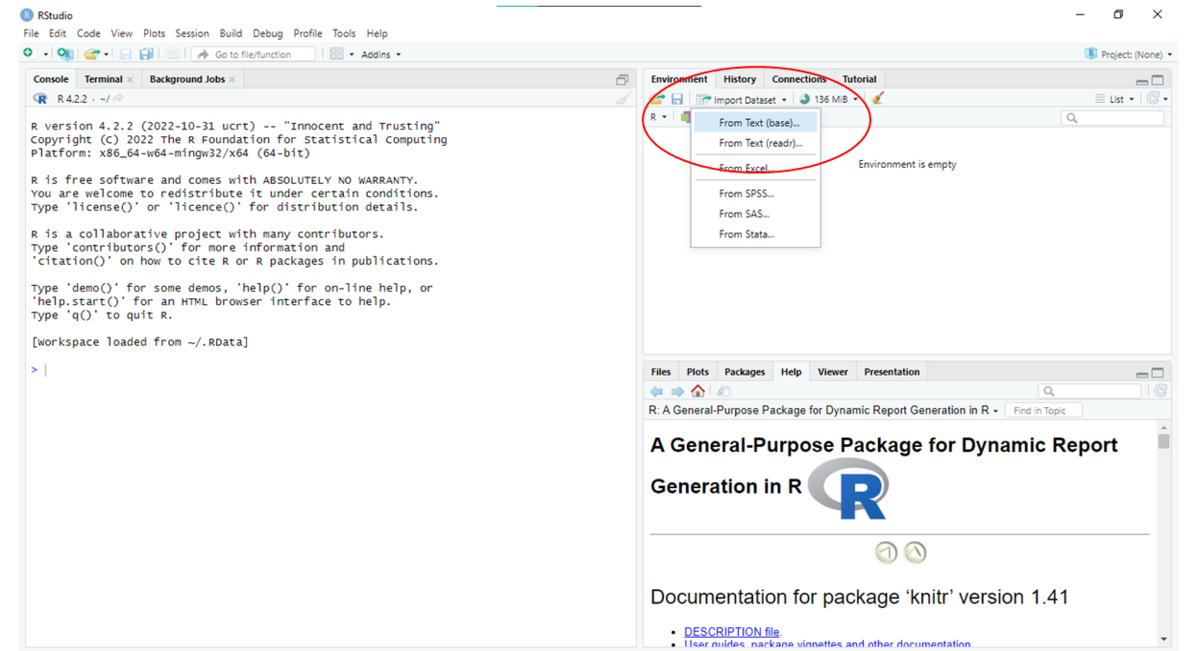 RStudio
File Edit Code View Plots Session Build Debug Profile Tools Help
Go to file/function Addins Project: (None)
Console Terminal Background Jobs
R 4.2.2 · ~/
R version 4.2.2 (2022-10-31 ucrt) -- "Innocent and Trusting"
Copyright (C) 2022 The R Foundation for Statistical Computing
Platform: x86_64-w64-mingw32/x64 (64-bit)
R is free software and comes with ABSOLUTELY NO WARRANTY.
You are welcome to redistribute it under certain conditions.
Type 'license()' or 'licence()' for distribution details.
R is a collaborative project with many contributors.
Type 'contributors()' for more information and
'citation()' on how to cite R or R packages in publications.
Type 'demo()' for some demos, 'help()' for on-line help, or
'help.start()' for an HTML browser interface to help.
Type 'q()' to quit R.
[Workspace loaded from ~/.RData]
>
Environment History Connections Tutorial
Import Dataset 136 MiB List
R
From Text (base)...
From Text (readr)...
From Excel...
From SPSS...
From SAS...
From Stata...
Environment is empty
Files Plots Packages Help Viewer Presentation
R: A General-Purpose Package for Dynamic Report Generation in R Find in Topic
A General-Purpose Package for Dynamic Report
Generation in R R
Documentation for package ‘knitr’ version 1.41
• DESCRIPTION file.
• User guides, package vignettes and other documentation.